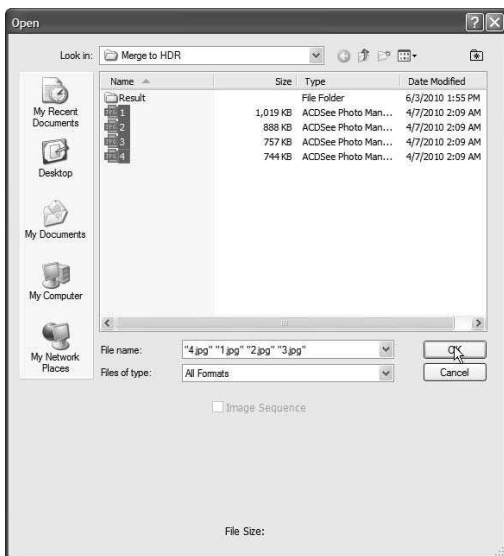 Open
Look in: Merge to HDR
Name Size Type Date Modified
Result File Folder 6/3/2010 1:55 PM
1 1,019 KB ACDSee Photo Man... 4/7/2010 2:09 AM
2 888 KB ACDSee Photo Man... 4/7/2010 2:09 AM
3 757 KB ACDSee Photo Man... 4/7/2010 2:09 AM
4 744 KB ACDSee Photo Man... 4/7/2010 2:09 AM
My Recent
Documents
Desktop
My Documents
My Computer
My Network
Places
File name: "4.jpg" "1.jpg" "2.jpg" "3.jpg"
OK
Files of type: All Formats
Cancel
Image Sequence
File Size: